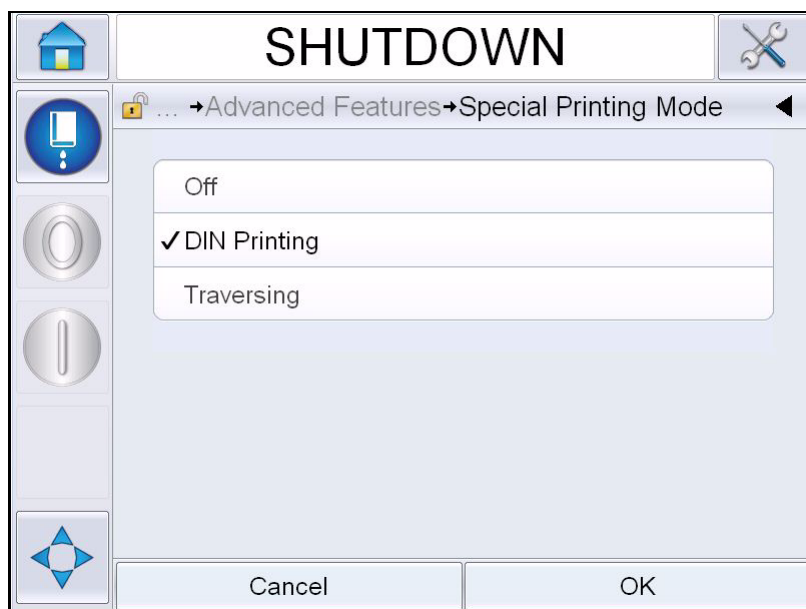 SHUTDOWN
... →Advanced Features→Special Printing Mode
Off
✓DIN Printing
Traversing
Cancel
OK